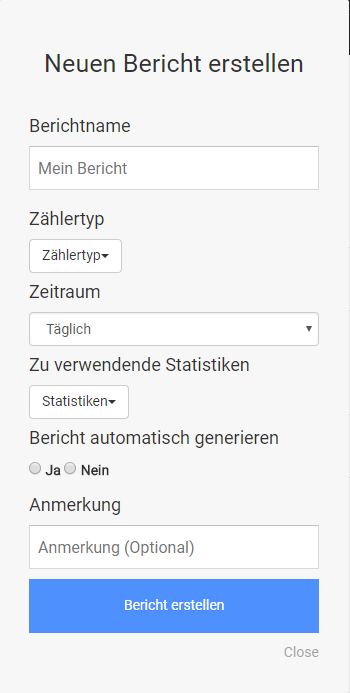 Neuen Bericht erstellen
Berichtname
Mein Bericht
Zählertyp
Zählertyp
Zeitraum
Täglich
Zu verwendende Statistiken
Statistiken
Bericht automatisch generieren
Ja Nein
Anmerkung
Anmerkung (Optional)
Bericht erstellen
Close